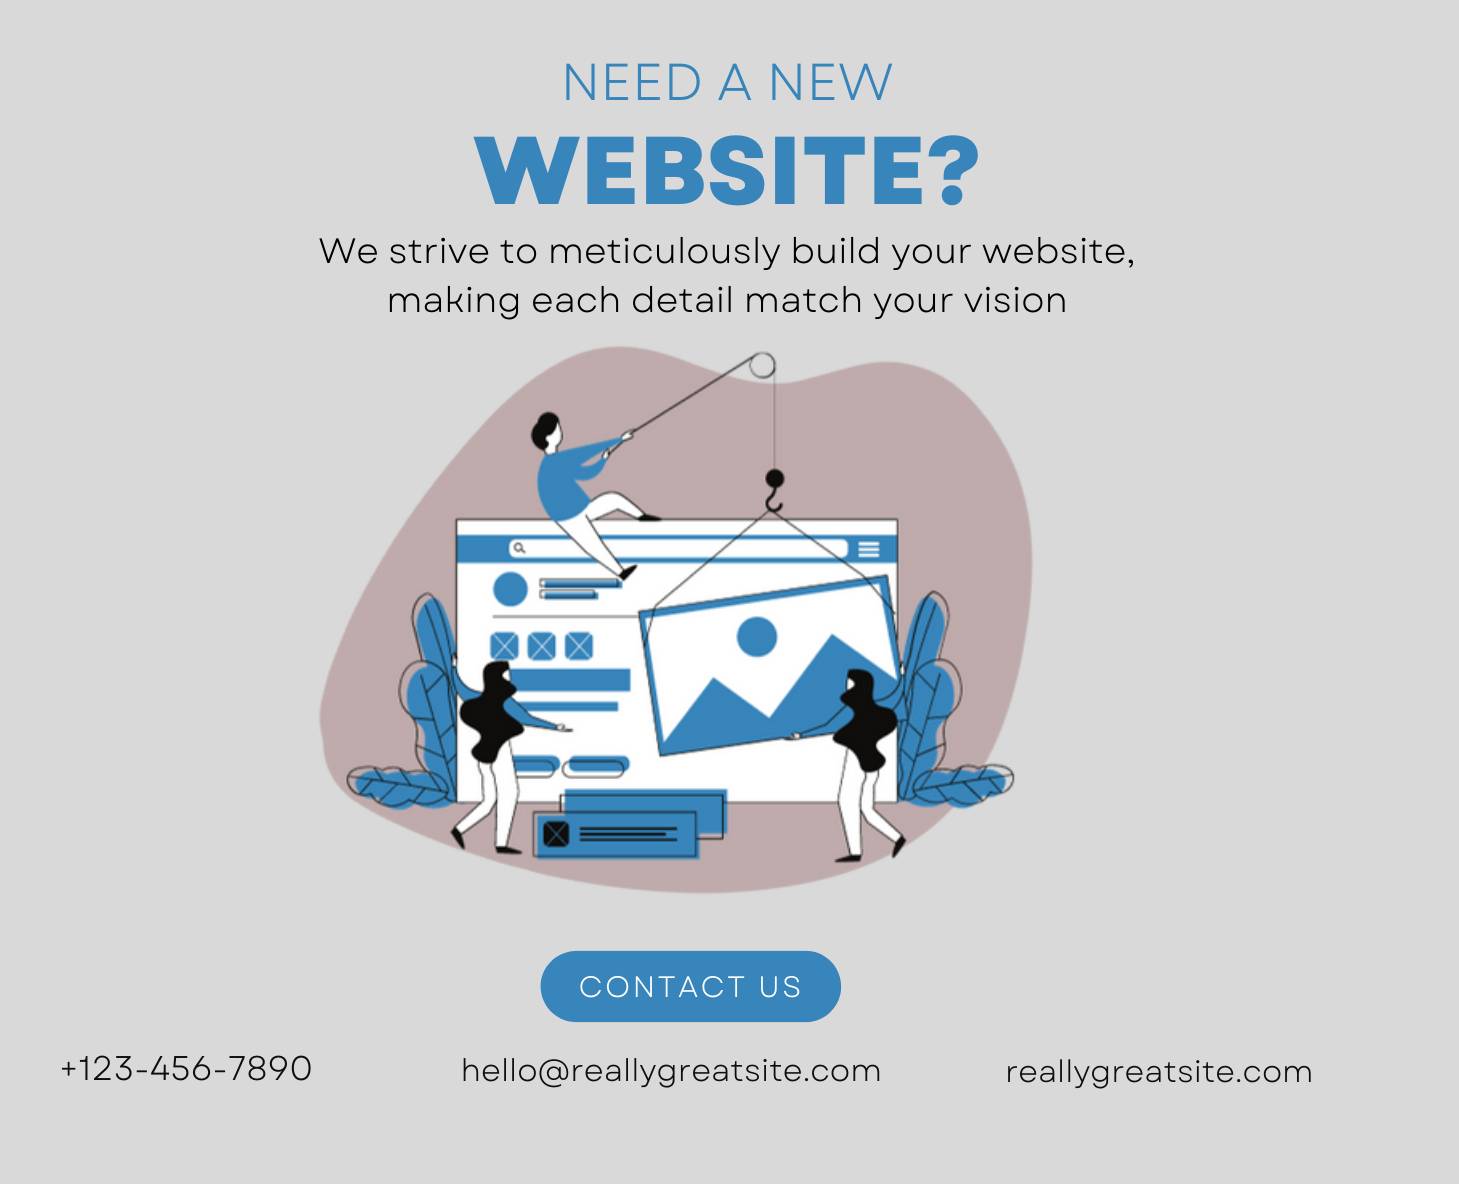 NEED A NEW
WEBSITE?
We strive to meticulously build your website,
making each detail match your vision
CONTACT US
+123-456-7890
hello@reallygreatsite.com
reallygreatsite.com